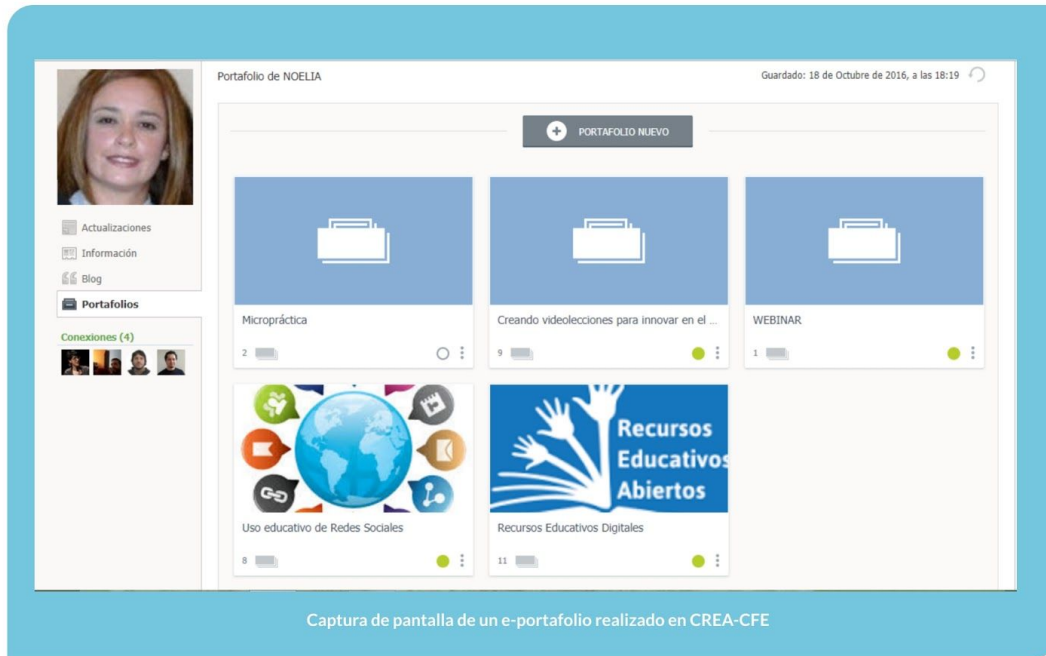 Portafolio de NOELIA
Guardado: 18 de Octubre de 2016, a las 18:19
PORTAFOLIO NUEVO
Actualizaciones
Información
Blog
Portafolios
Conexiones (4)
Micropráctica
2
Creando videolecciones para innovar en el ...
9
WEBINAR
1
Uso educativo de Redes Sociales
8
Recursos
Educativos
Abiertos
Recursos Educativos Digitales
11
Captura de pantalla de un e-portafolio realizado en CREA-CFE